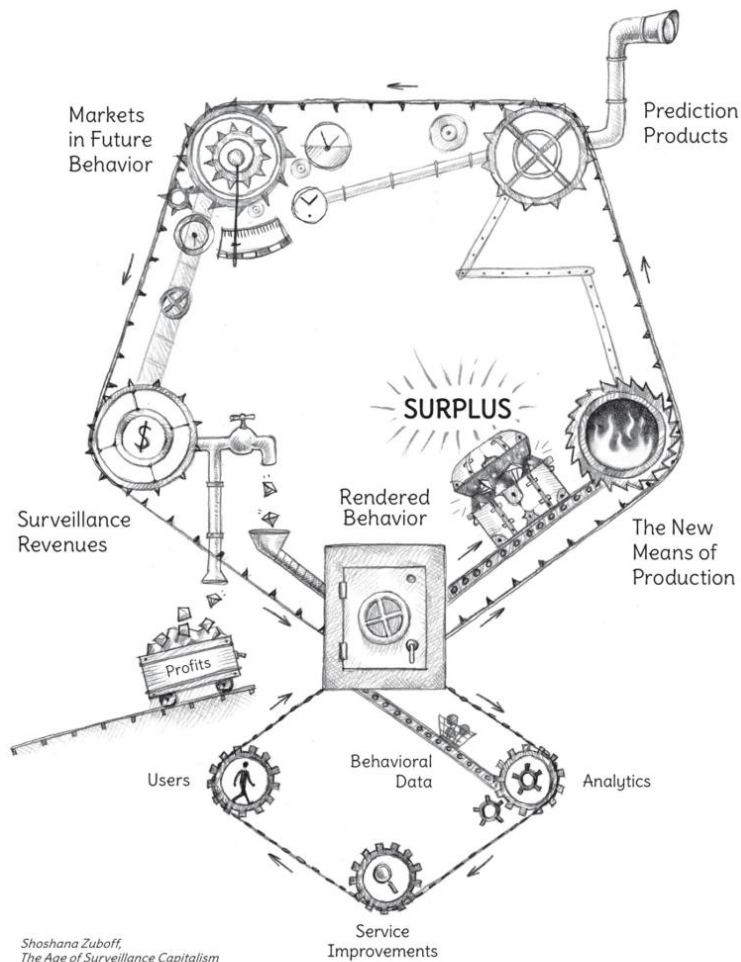 Markets
in Future
Behavior
Prediction
Products
SURPLUS
Rendered
Behavior
$
Surveillance
Revenues
The New
Means of
Production
Profits
Users
Behavioral
Data
Analytics
Service
Improvements
Shoshana Zuboff,
The Age of Surveillance Capitalism